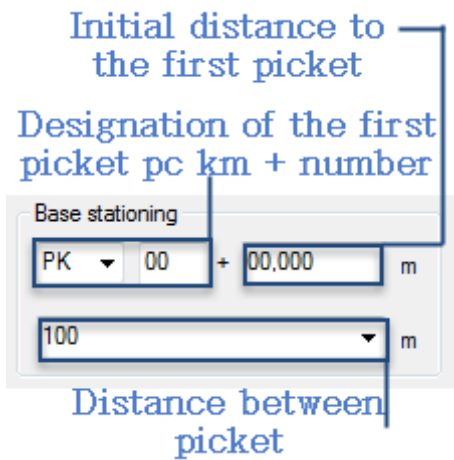 Initial distance to
the first picket
Designation of the first
picket pc km + number
Base stationing
PK 00 + 00,000 m
100 m
Distance between
picket